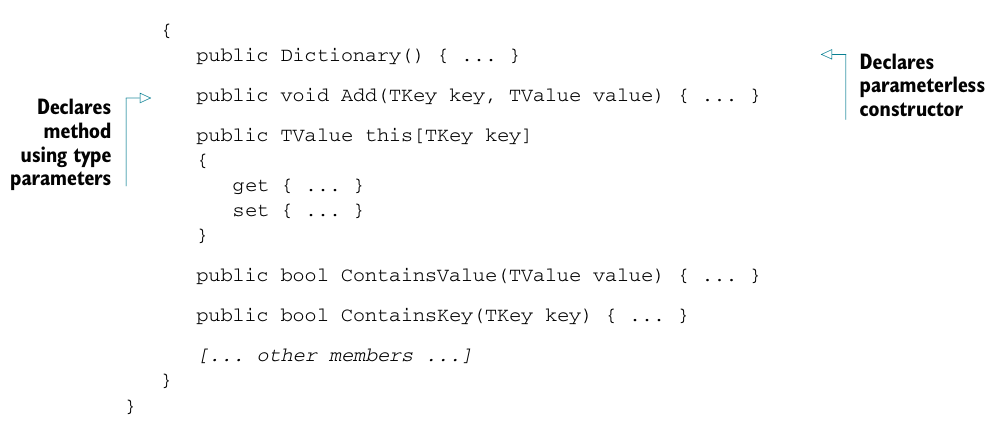 {
public Dictionary() { ... }
Declares
parameterless
constructor
Declares
method
using type
parameters
public void Add(TKey key, TValue value) { ... }
public TValue this[TKey key]
{
get { ... }
set { ... }
}
public bool ContainsValue(TValue value) { ... }
public bool ContainsKey(TKey key) { ... }
[... other members ...]
}
}